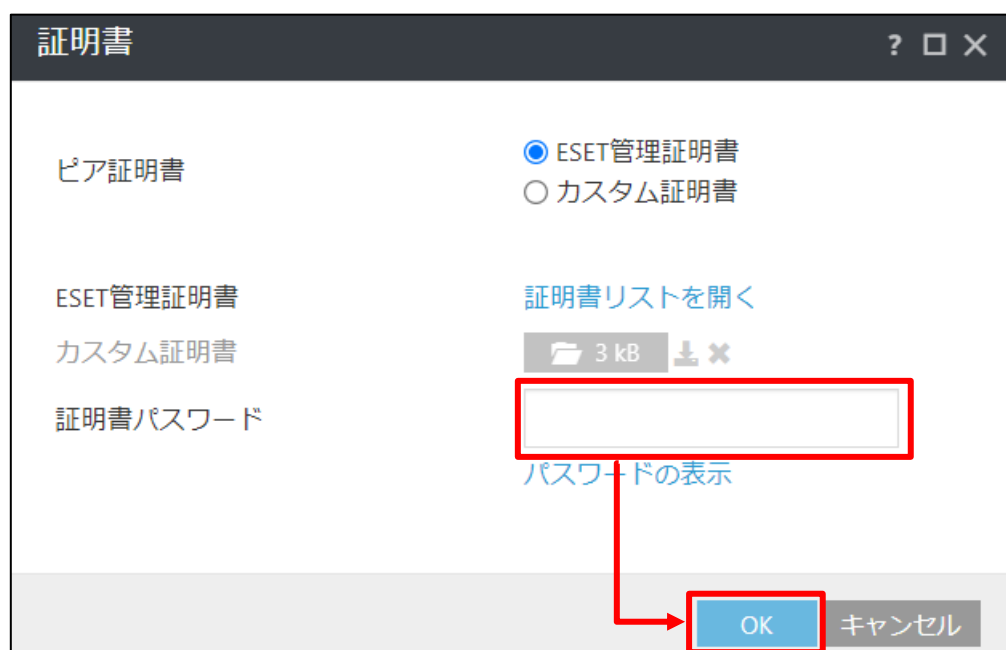 証明書
?
ピア証明書
ESET管理証明書
カスタム証明書
ESET管理証明書
証明書リストを開く
カスタム証明書
3 kB
証明書パスワード
パスワードの表示
OK
キャンセル